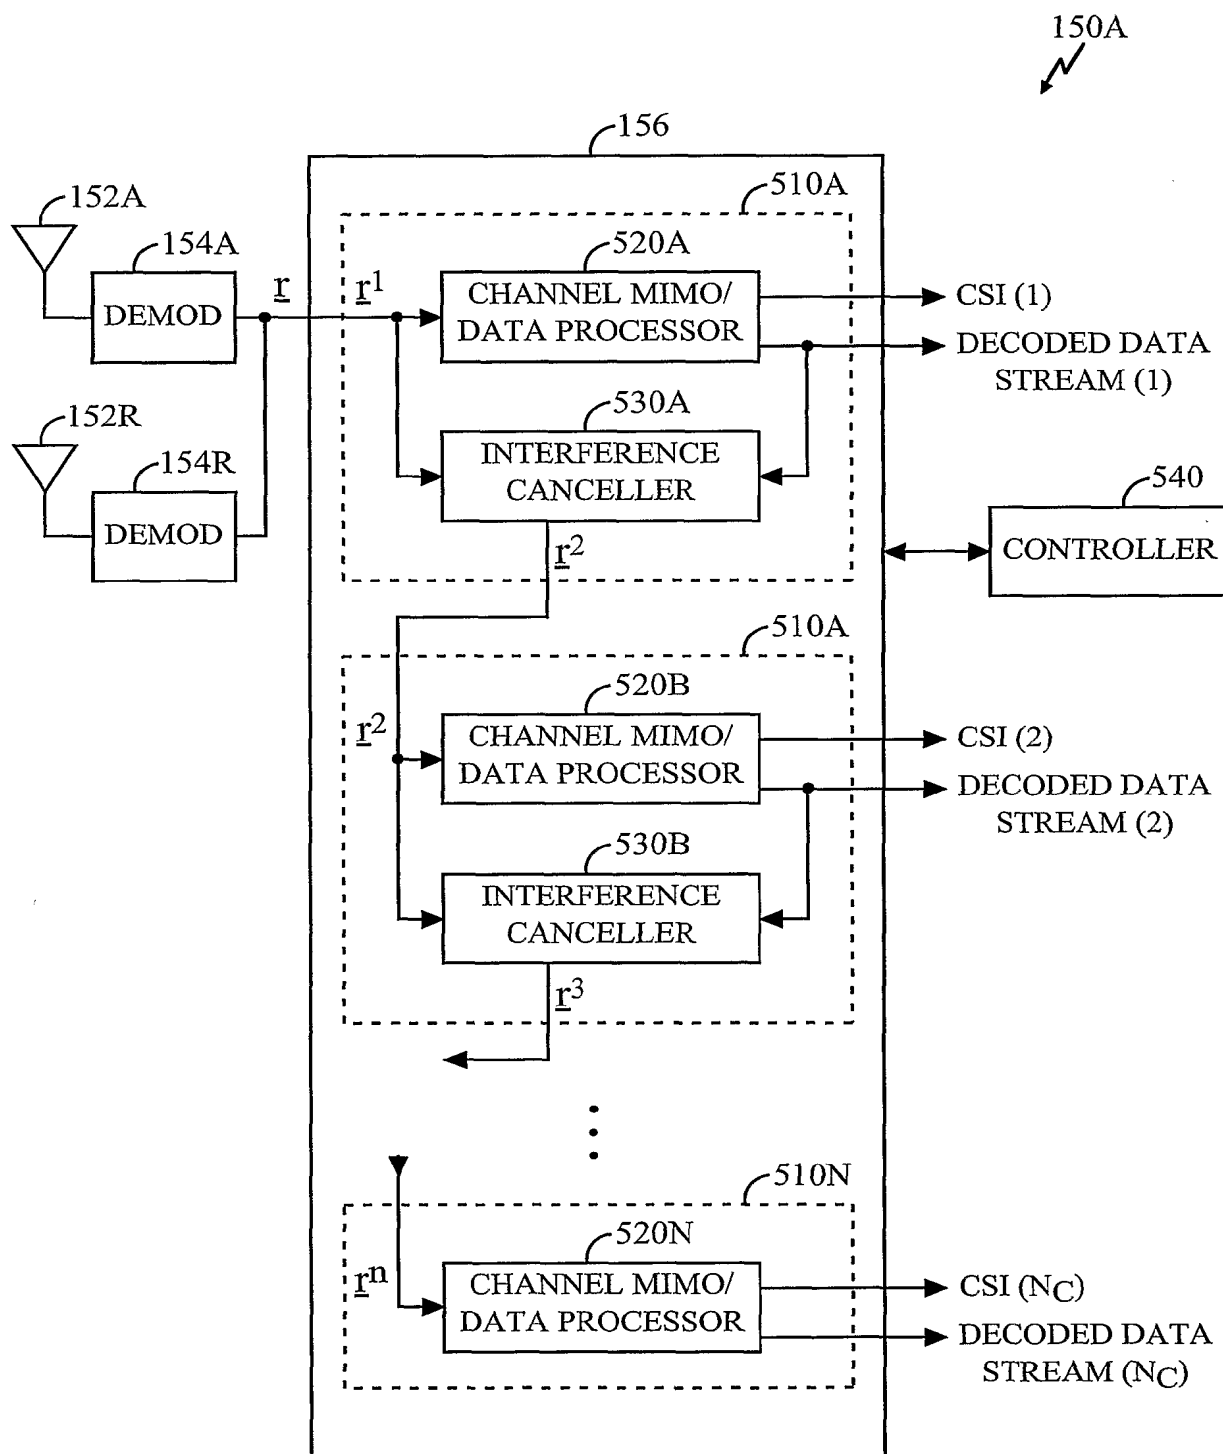 150A
156
152A
510A
154A
520A
r
r1
DEMOD
CHANNEL MIMO/
DATA PROCESSOR
CSI (1)
DECODED DATA
STREAM (1)
152R
530A
154R
INTERFERENCE
CANCELLER
540
DEMOD
r2
CONTROLLER
510A
520B
r2
CHANNEL MIMO/
DATA PROCESSOR
CSI (2)
DECODED DATA
STREAM (2)
530B
INTERFERENCE
CANCELLER
r3
510N
520N
rn
CHANNEL MIMO/
DATA PROCESSOR
CSI (NC)
DECODED DATA
STREAM (NC)